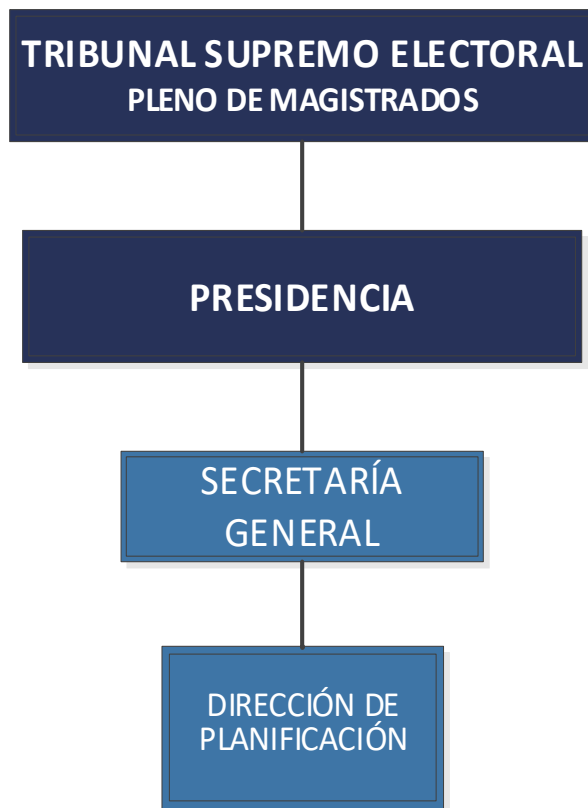 TRIBUNAL SUPREMO ELECTORAL
PLENO DE MAGISTRADOS
PRESIDENCIA
SECRETARÍA
GENERAL
DIRECCIÓN DE
PLANIFICACIÓN